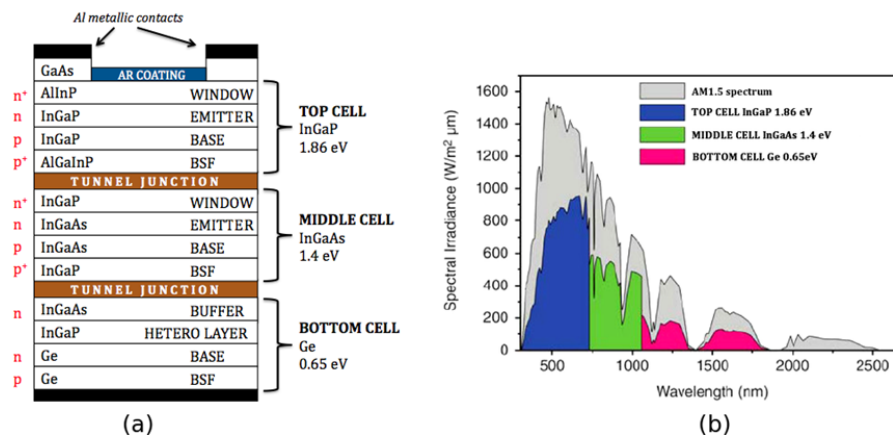 Al metallic contacts
GaAs
AR COATING
n⁺ AlInP WINDOW
n InGaP EMITTER
p InGaP BASE
p⁺ AlGaInP BSF
TOP CELL
InGaP
1.86 eV
TUNNEL JUNCTION
n⁺ InGaP WINDOW
n InGaAs EMITTER
p InGaAs BASE
p⁺ InGaP BSF
MIDDLE CELL
InGaAs
1.4 eV
TUNNEL JUNCTION
n InGaAs BUFFER
InGaP HETERO LAYER
n Ge BASE
p Ge BSF
BOTTOM CELL
Ge
0.65 eV
(a)
Spectral Irradiance (W/m² µm)
1600
1400
1200
1000
800
600
400
200
0
AM1.5 spectrum
TOP CELL InGaP 1.86 eV
MIDDLE CELL InGaAs 1.4 eV
BOTTOM CELL Ge 0.65eV
500 1000 1500 2000 2500
Wavelength (nm)
(b)